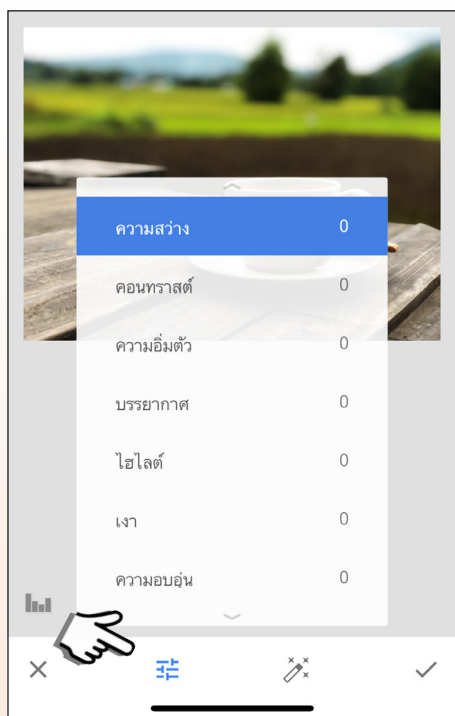 ความสว่าง 0
คอนทราสต์ 0
ความอิ่มตัว 0
บรรยากาศ 0
ไฮไลต์ 0
เงา 0
ความอบอุ่น 0